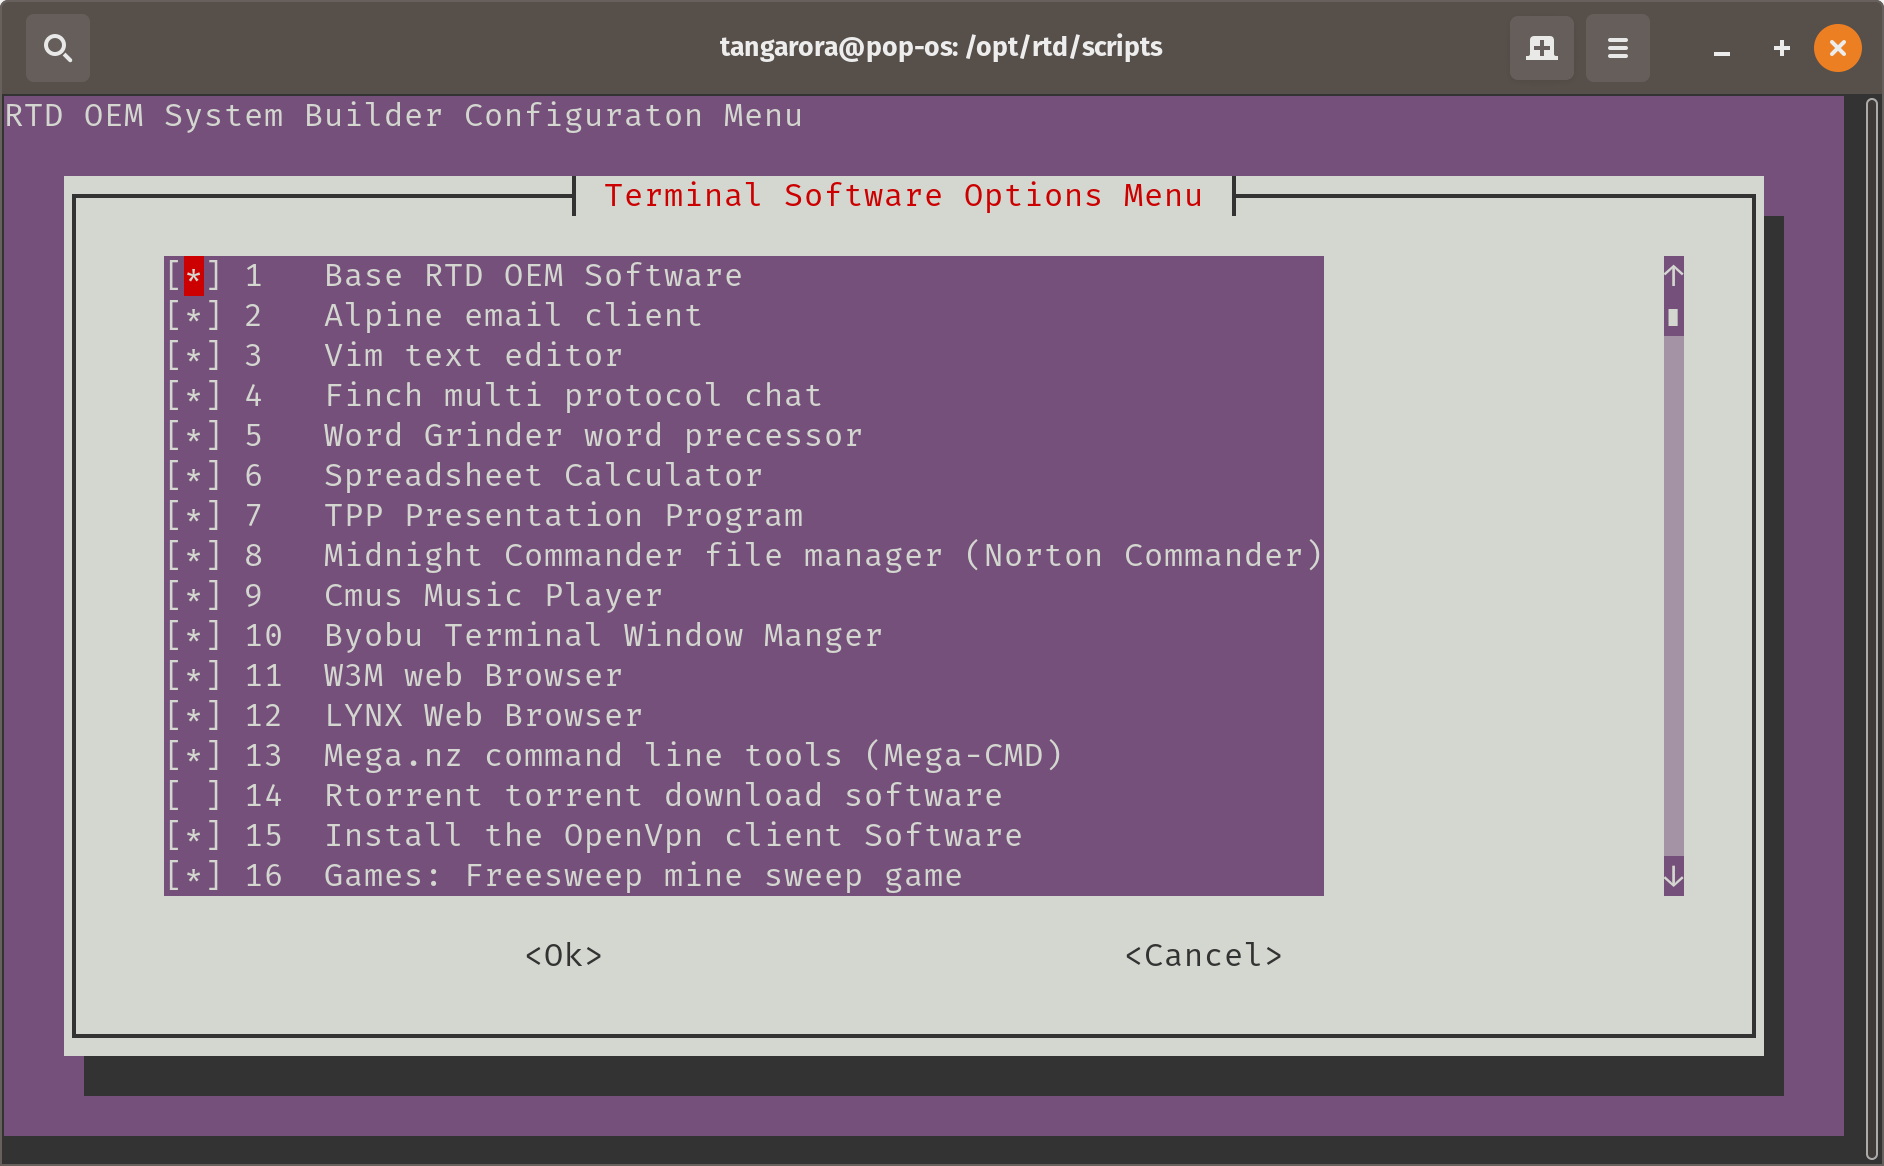 tangarora@pop-os: /opt/rtd/scripts
RTD OEM System Builder Configuraton Menu
Terminal Software Options Menu
[*] 1 Base RTD OEM Software
[*] 2 Alpine email client
[*] 3 Vim text editor
[*] 4 Finch multi protocol chat
[*] 5 Word Grinder word precessor
[*] 6 Spreadsheet Calculator
[*] 7 TPP Presentation Program
[*] 8 Midnight Commander file manager (Norton Commander)
[*] 9 Cmus Music Player
[*] 10 Byobu Terminal Window Manger
[*] 11 W3M web Browser
[*] 12 LYNX Web Browser
[*] 13 Mega.nz command line tools (Mega-CMD)
[ ] 14 Rtorrent torrent download software
[*] 15 Install the OpenVpn client Software
[*] 16 Games: Freesweep mine sweep game
<Ok> <Cancel>